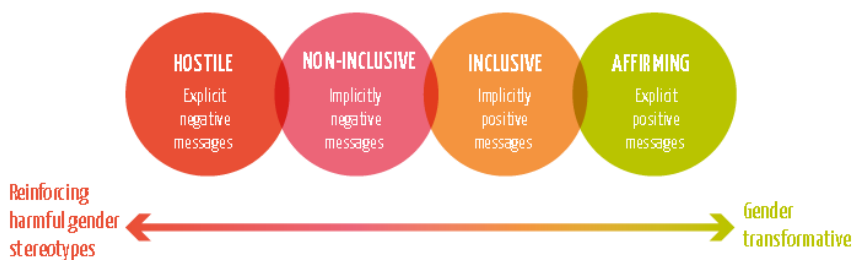 HOSTILE
Explicit
negative
messages
NON-INCLUSIVE
Implicitly
negative
messages
INCLUSIVE
Implicitly
positive
messages
AFFIRMING
Explicit
positive
messages
Reinforcing
harmful gender
stereotypes
Gender
transformative